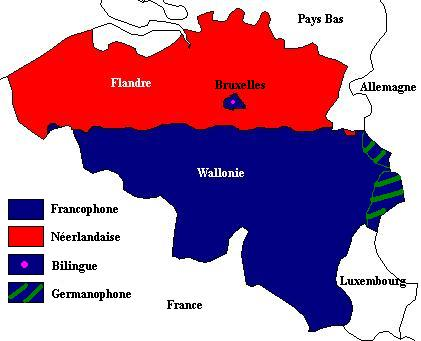 Pays Bas
Flandre
Bruxelles
Allemagne
Wallonie
Francophone
Néerlandaise
Bilingue
Germanophone
Luxembourg
France